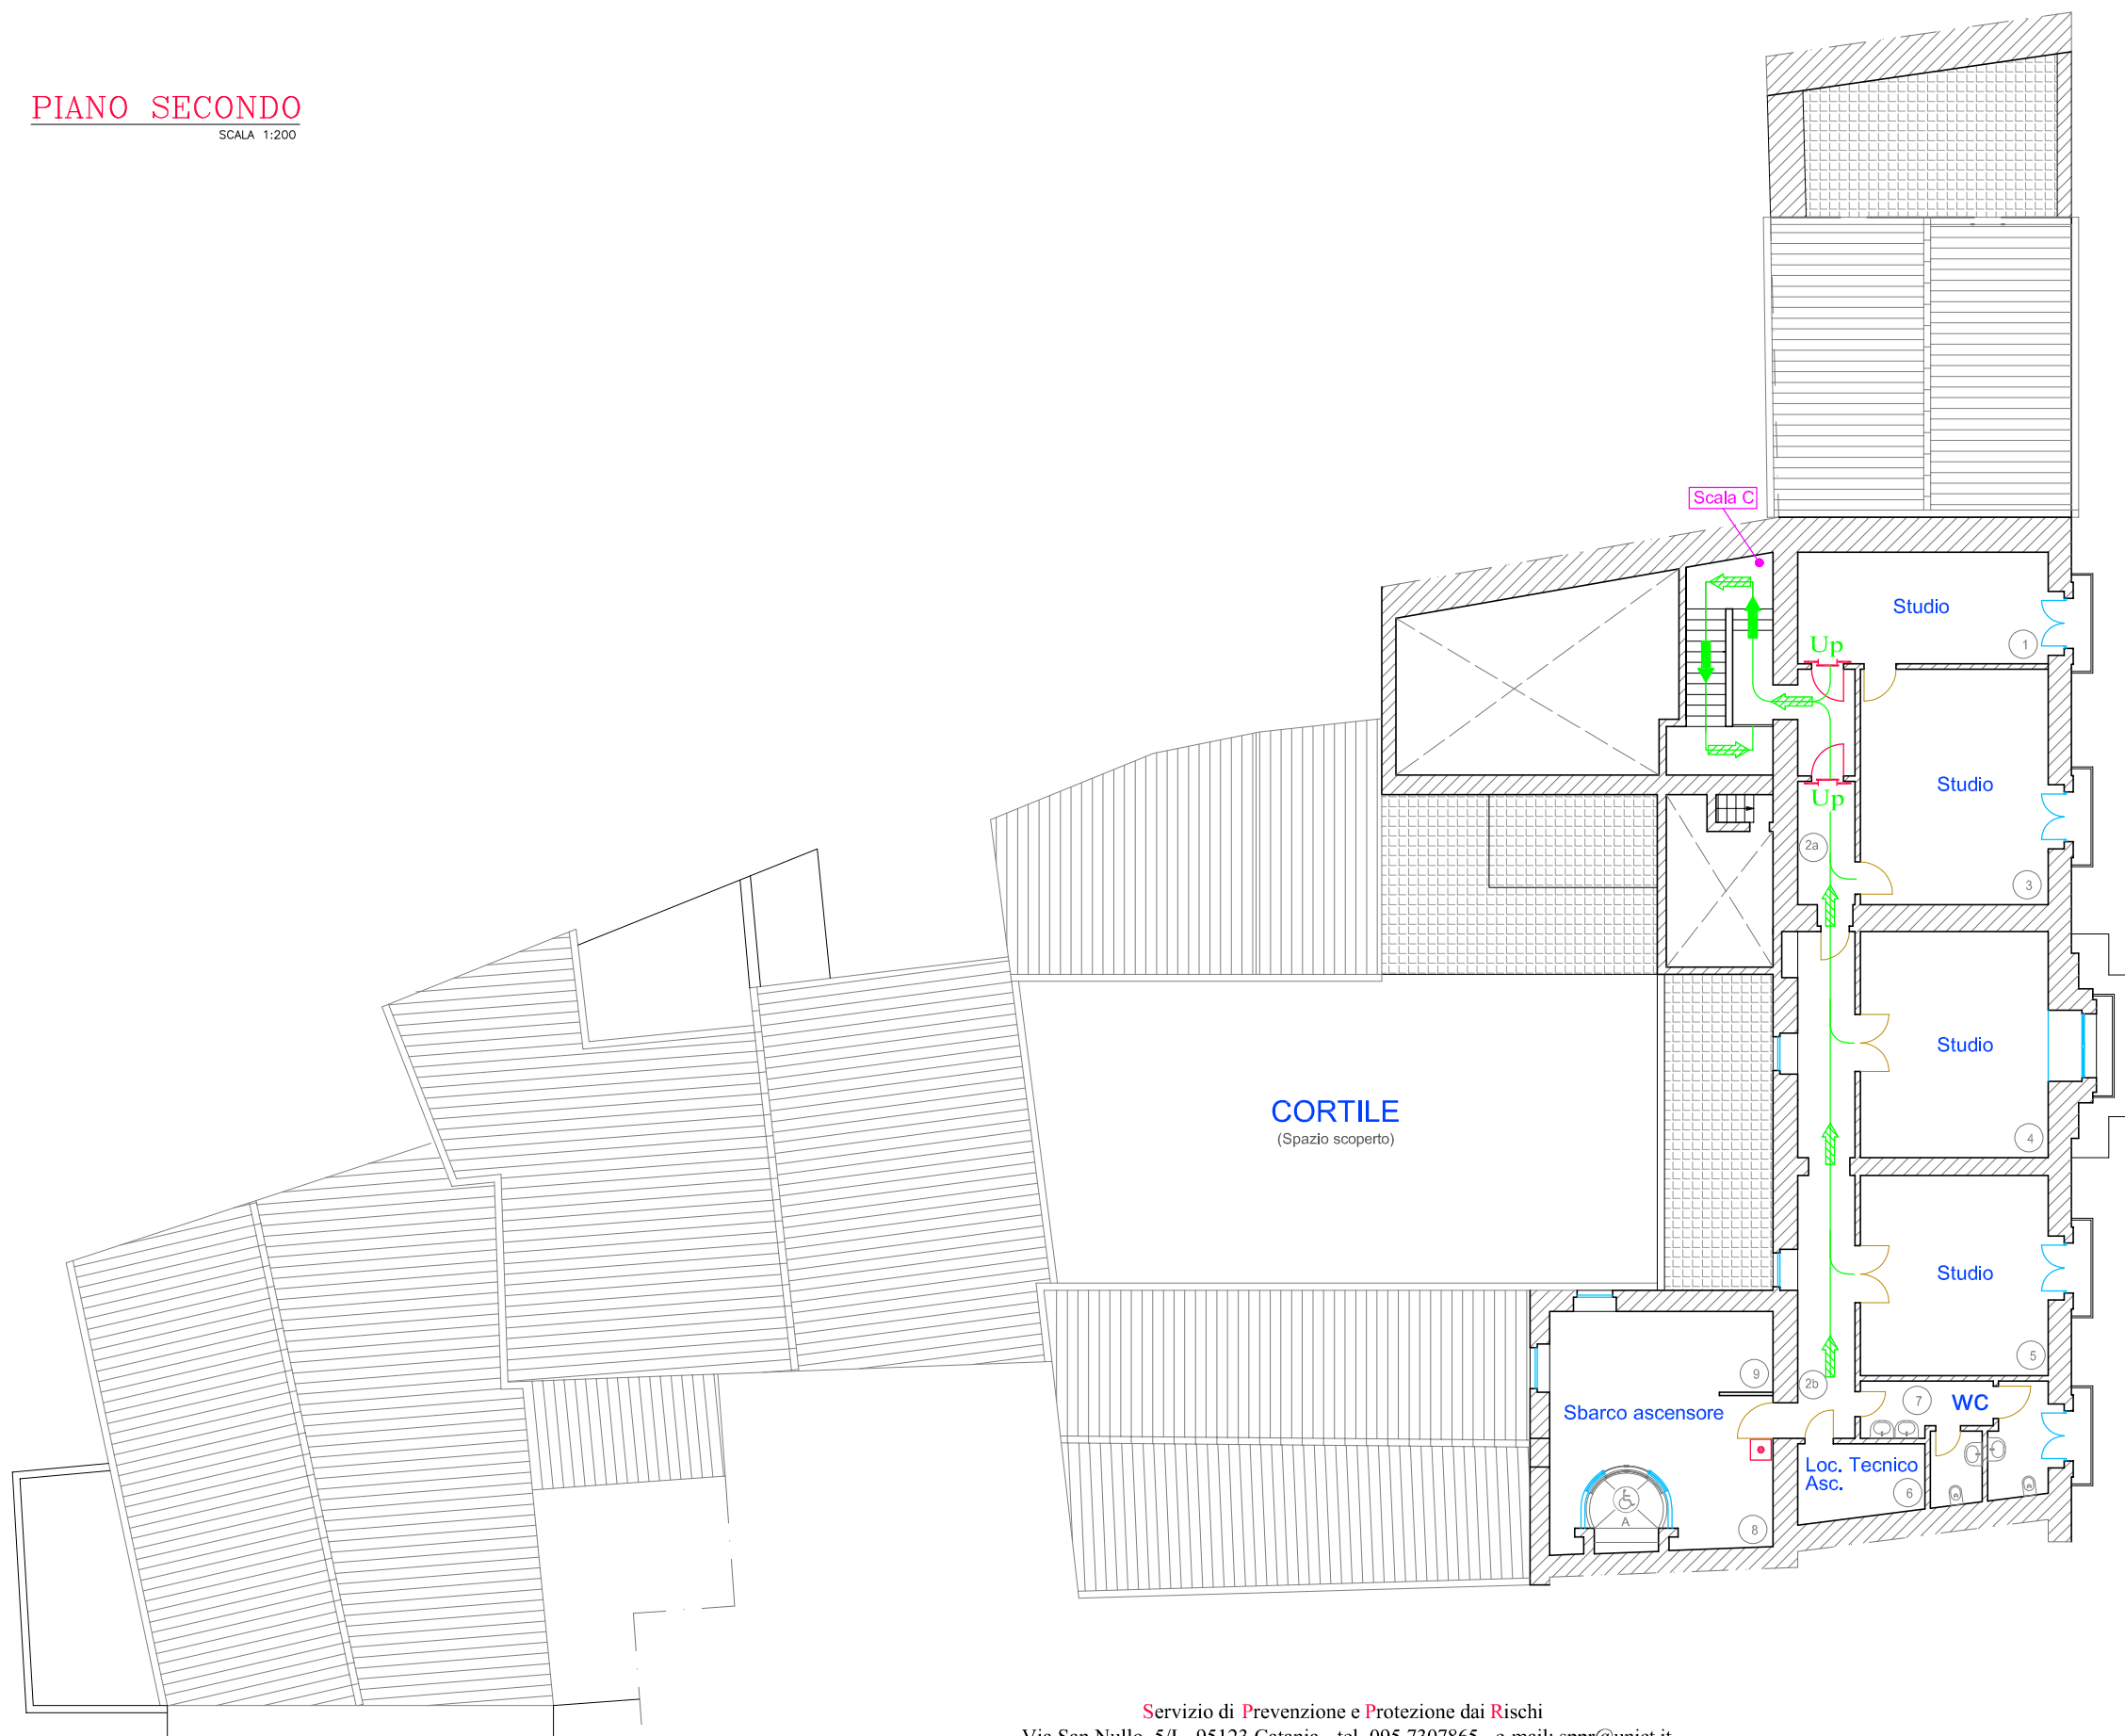 PIANO SECONDO
SCALA 1:200
Scala C
Studio
1
Up
Studio
Up
2a
3
Studio
CORTILE
(Spazio scoperto)
4
Studio
5
9
2b
7
WC
Sbarco ascensore
Loc. Tecnico
Asc.
6
A
8
Servizio di Prevenzione e Protezione dai Rischi